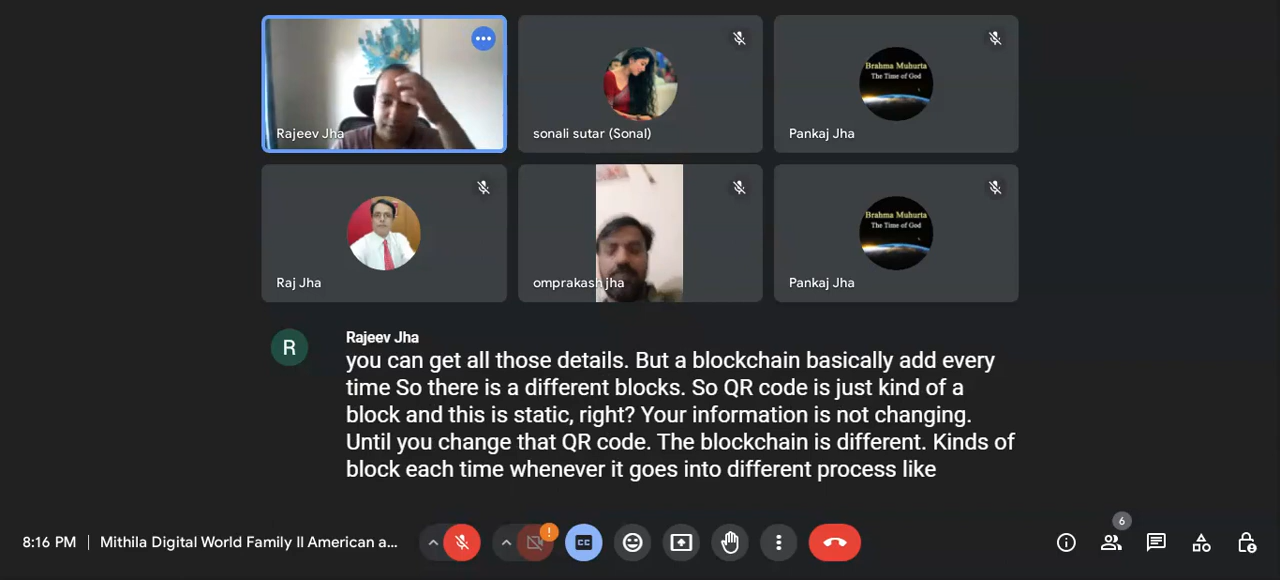 Rajeev Jha
sonali sutar (Sonal)
Brahma Muhurta
The Time of God
Pankaj Jha
Raj Jha
omprakash jha
Brahma Muhurta
The Time of God
Pankaj Jha
R
Rajeev Jha
you can get all those details. But a blockchain basically add every
time So there is a different blocks. So QR code is just kind of a
block and this is static, right? Your information is not changing.
Until you change that QR code. The blockchain is different. Kinds of
block each time whenever it goes into different process like
6
8:16 PM | Mithila Digital World Family II American a...
CC